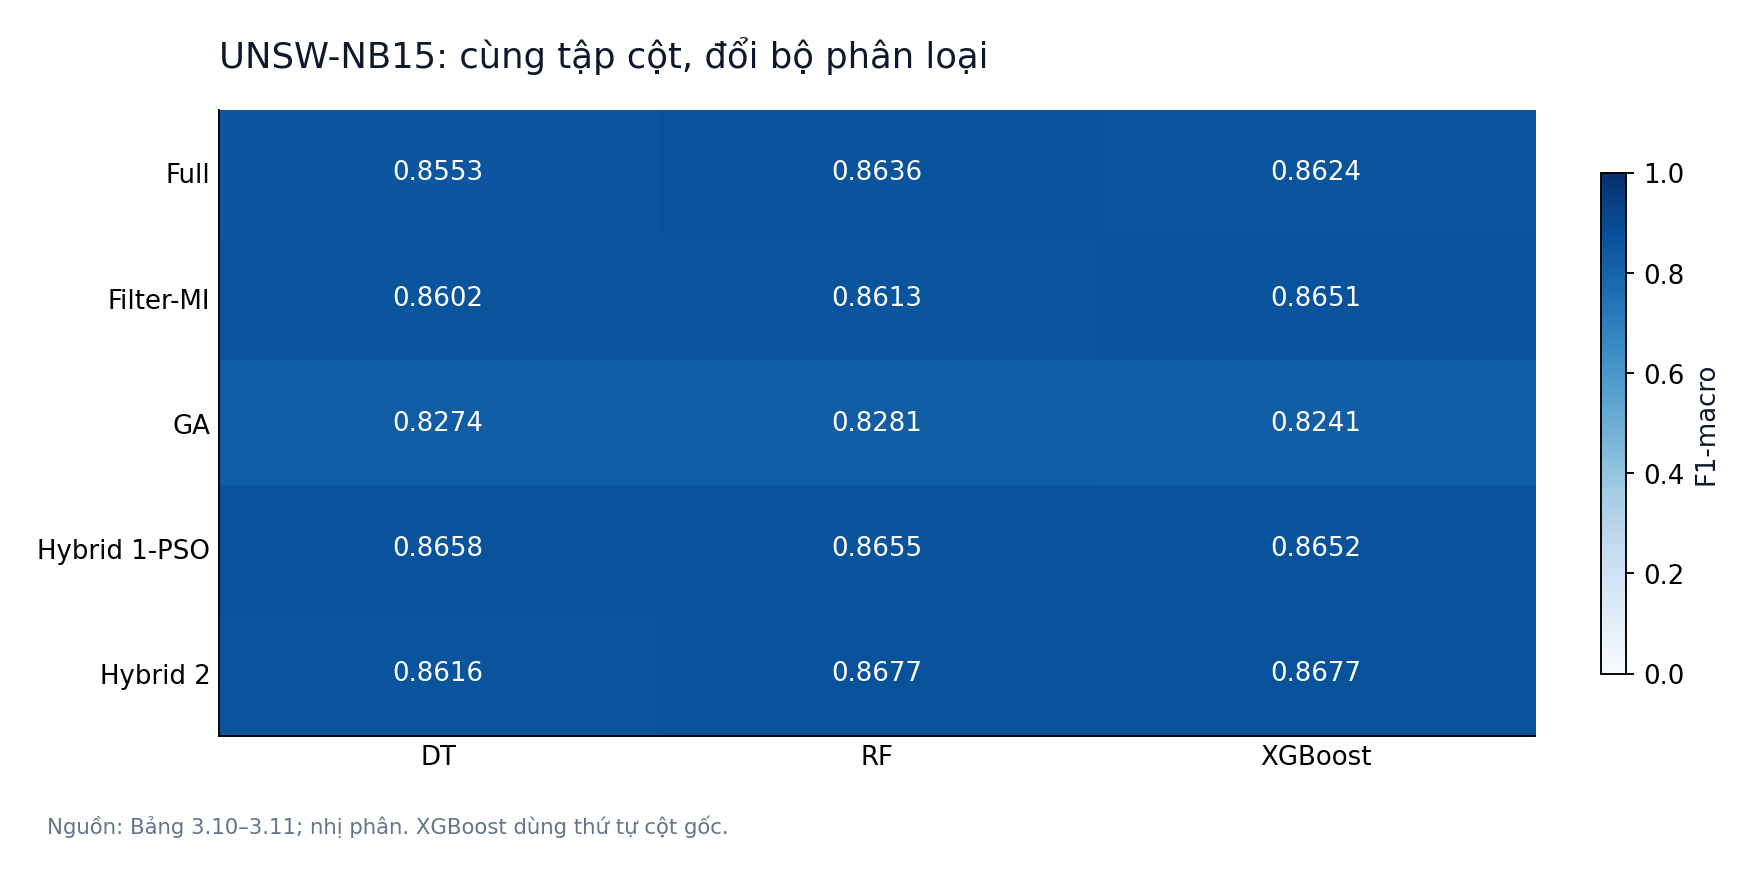 UNSW-NB15: cùng tập cột, đổi bộ phân loại
Full 0.8553 0.8636 0.8624
Filter-MI 0.8602 0.8613 0.8651
GA 0.8274 0.8281 0.8241
Hybrid 1-PSO 0.8658 0.8655 0.8652
Hybrid 2 0.8616 0.8677 0.8677
DT RF XGBoost
1.0
0.8
0.6
0.4
0.2
0.0
F1-macro
Nguồn: Bảng 3.10–3.11; nhị phân. XGBoost dùng thứ tự cột gốc.